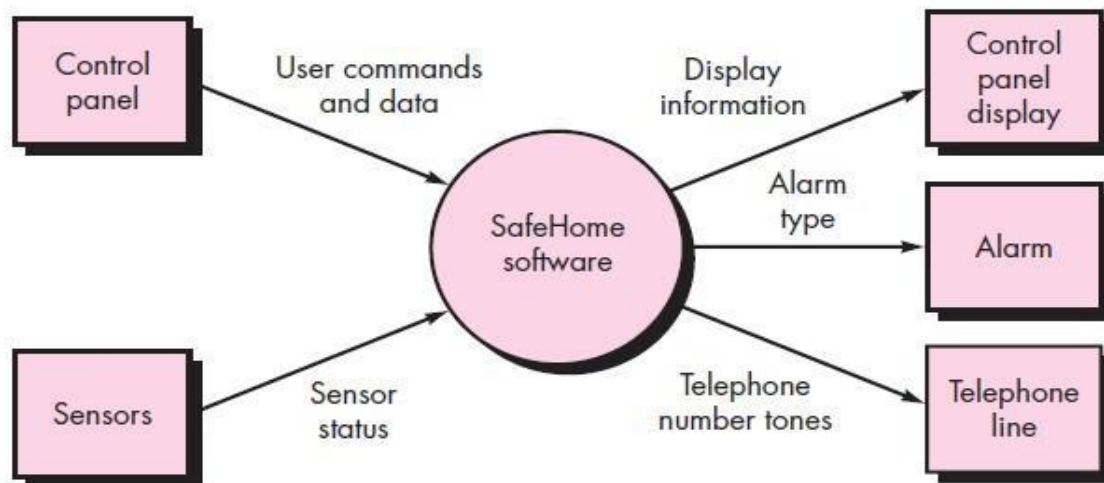 Control
panel
User commands
and data
Display
information
Control
panel
display
SafeHome
software
Alarm
type
Alarm
Sensors
Sensor
status
Telephone
number tones
Telephone
line